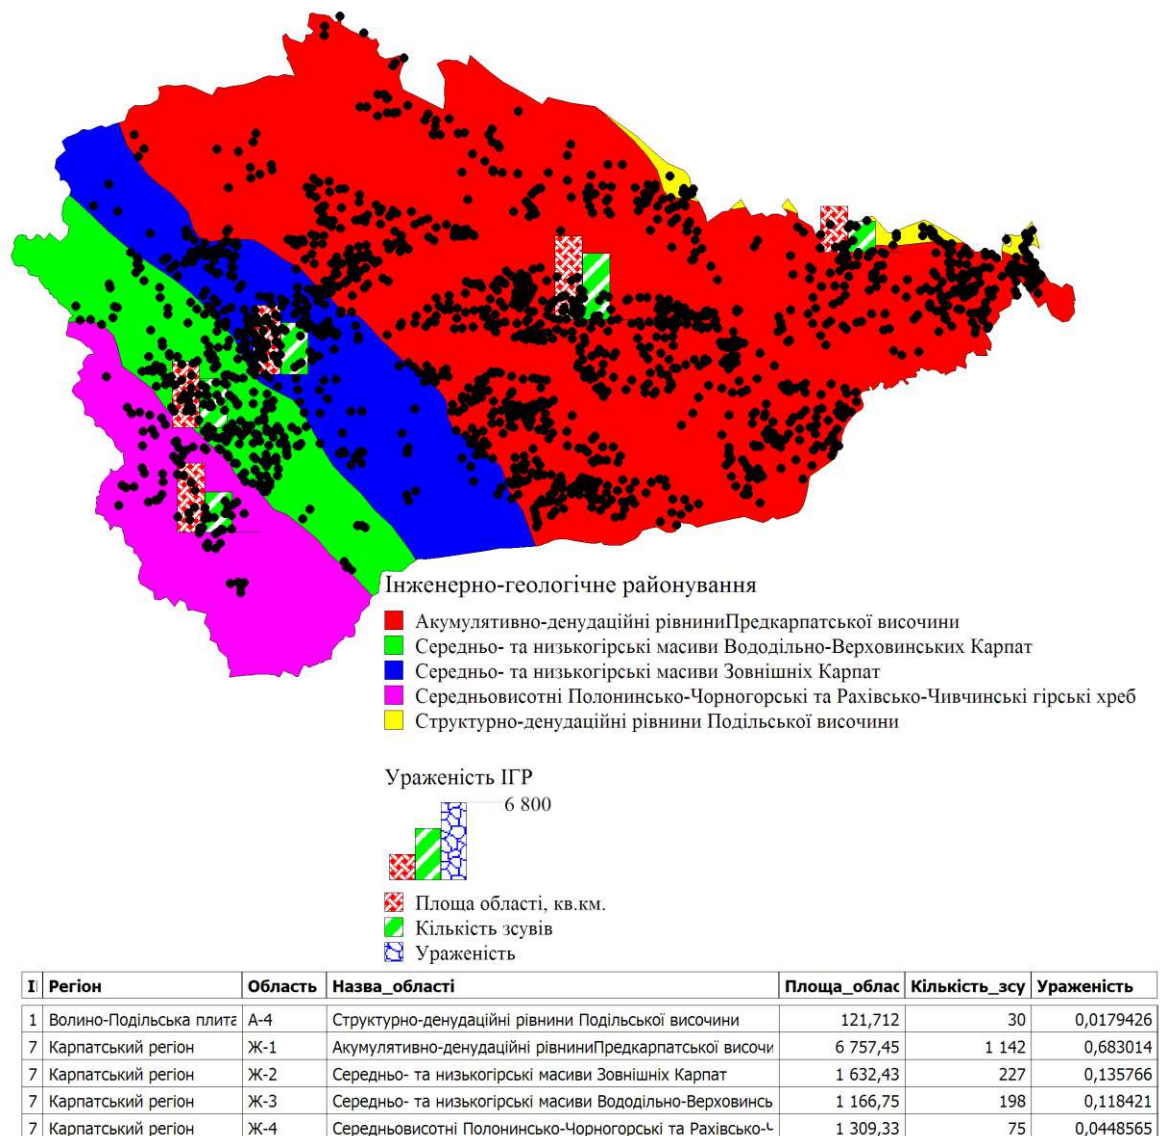 Інженерно-геологічне районування
Акумулятивно-денудаційні рівниниПредкарпатської височини
Середньо- та низькогірські масиви Вододільно-Верховинських Карпат
Середньо- та низькогірські масиви Зовнішніх Карпат
Середньовисотні Полонинсько-Чорногорські та Рахівсько-Чивчинські гірські хреб
Структурно-денудаційні рівнини Подільської височини
Ураженість ІГР
6 800
Площа області, кв.км.
Кількість зсувів
Ураженість
І Регіон Область Назва_області Площа_облас Кількість_зсу Ураженість
1 Волино-Подільська плита А-4 Структурно-денудаційні рівнини Подільської височини 121,712 30 0,0179426
7 Карпатський регіон Ж-1 Акумулятивно-денудаційні рівниниПредкарпатської височи 6 757,45 1 142 0,683014
7 Карпатський регіон Ж-2 Середньо- та низькогірські масиви Зовнішніх Карпат 1 632,43 227 0,135766
7 Карпатський регіон Ж-3 Середньо- та низькогірські масиви Вододільно-Верховинсь 1 166,75 198 0,118421
7 Карпатський регіон Ж-4 Середньовисотні Полонинсько-Чорногорські та Рахівсько-Ч 1 309,33 75 0,0448565